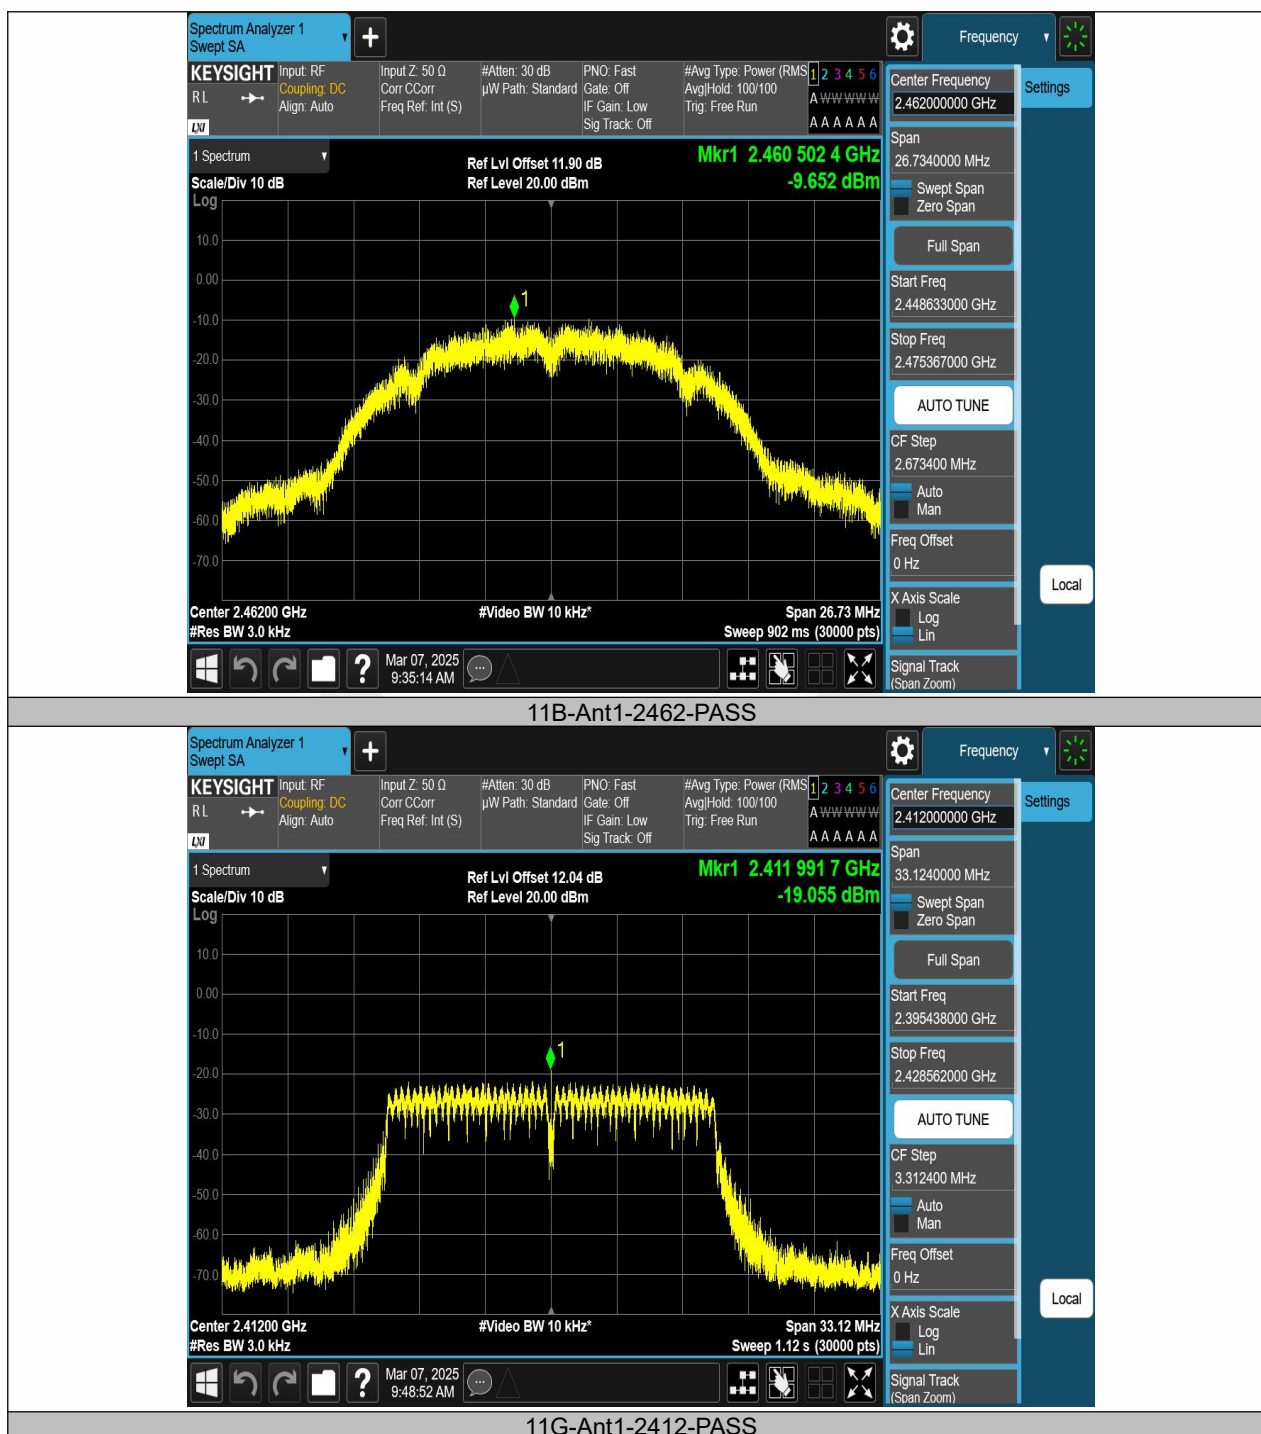 Spectrum Analyzer 1
Swept SA
+
Frequency
KEYSIGHT
R L
LXI
Input: RF
Coupling: DC
Align: Auto
Input Z: 50 Ω
Corr CCorr
Freq Ref: Int (S)
#Atten: 30 dB
µW Path: Standard
PNO: Fast
Gate: Off
IF Gain: Low
Sig Track: Off
#Avg Type: Power (RMS
Avg|Hold: 100/100
Trig: Free Run
1 2 3 4 5 6
A W W W W W
A A A A A A
1 Spectrum
Scale/Div 10 dB
Log
Ref Lvl Offset 11.90 dB
Ref Level 20.00 dBm
Mkr1 2.460 502 4 GHz
-9.652 dBm
10.0
0.00
-10.0
-20.0
-30.0
-40.0
-50.0
-60.0
-70.0
1
Center 2.46200 GHz
#Res BW 3.0 kHz
#Video BW 10 kHz*
Span 26.73 MHz
Sweep 902 ms (30000 pts)
?
Mar 07, 2025
9:35:14 AM
Center Frequency
2.462000000 GHz
Span
26.7340000 MHz
Swept Span
Zero Span
Full Span
Start Freq
2.448633000 GHz
Stop Freq
2.475367000 GHz
AUTO TUNE
CF Step
2.673400 MHz
Auto
Man
Freq Offset
0 Hz
X Axis Scale
Log
Lin
Signal Track
(Span Zoom)
Settings
Local
11B-Ant1-2462-PASS
Spectrum Analyzer 1
Swept SA
+
Frequency
KEYSIGHT
R L
LXI
Input: RF
Coupling: DC
Align: Auto
Input Z: 50 Ω
Corr CCorr
Freq Ref: Int (S)
#Atten: 30 dB
µW Path: Standard
PNO: Fast
Gate: Off
IF Gain: Low
Sig Track: Off
#Avg Type: Power (RMS
Avg|Hold: 100/100
Trig: Free Run
1 2 3 4 5 6
A W W W W W
A A A A A A
1 Spectrum
Scale/Div 10 dB
Log
Ref Lvl Offset 12.04 dB
Ref Level 20.00 dBm
Mkr1 2.411 991 7 GHz
-19.055 dBm
10.0
0.00
-10.0
-20.0
-30.0
-40.0
-50.0
-60.0
-70.0
1
Center 2.41200 GHz
#Res BW 3.0 kHz
#Video BW 10 kHz*
Span 33.12 MHz
Sweep 1.12 s (30000 pts)
?
Mar 07, 2025
9:48:52 AM
Center Frequency
2.412000000 GHz
Span
33.1240000 MHz
Swept Span
Zero Span
Full Span
Start Freq
2.395438000 GHz
Stop Freq
2.428562000 GHz
AUTO TUNE
CF Step
3.312400 MHz
Auto
Man
Freq Offset
0 Hz
X Axis Scale
Log
Lin
Signal Track
(Span Zoom)
Settings
Local
11G-Ant1-2412-PASS